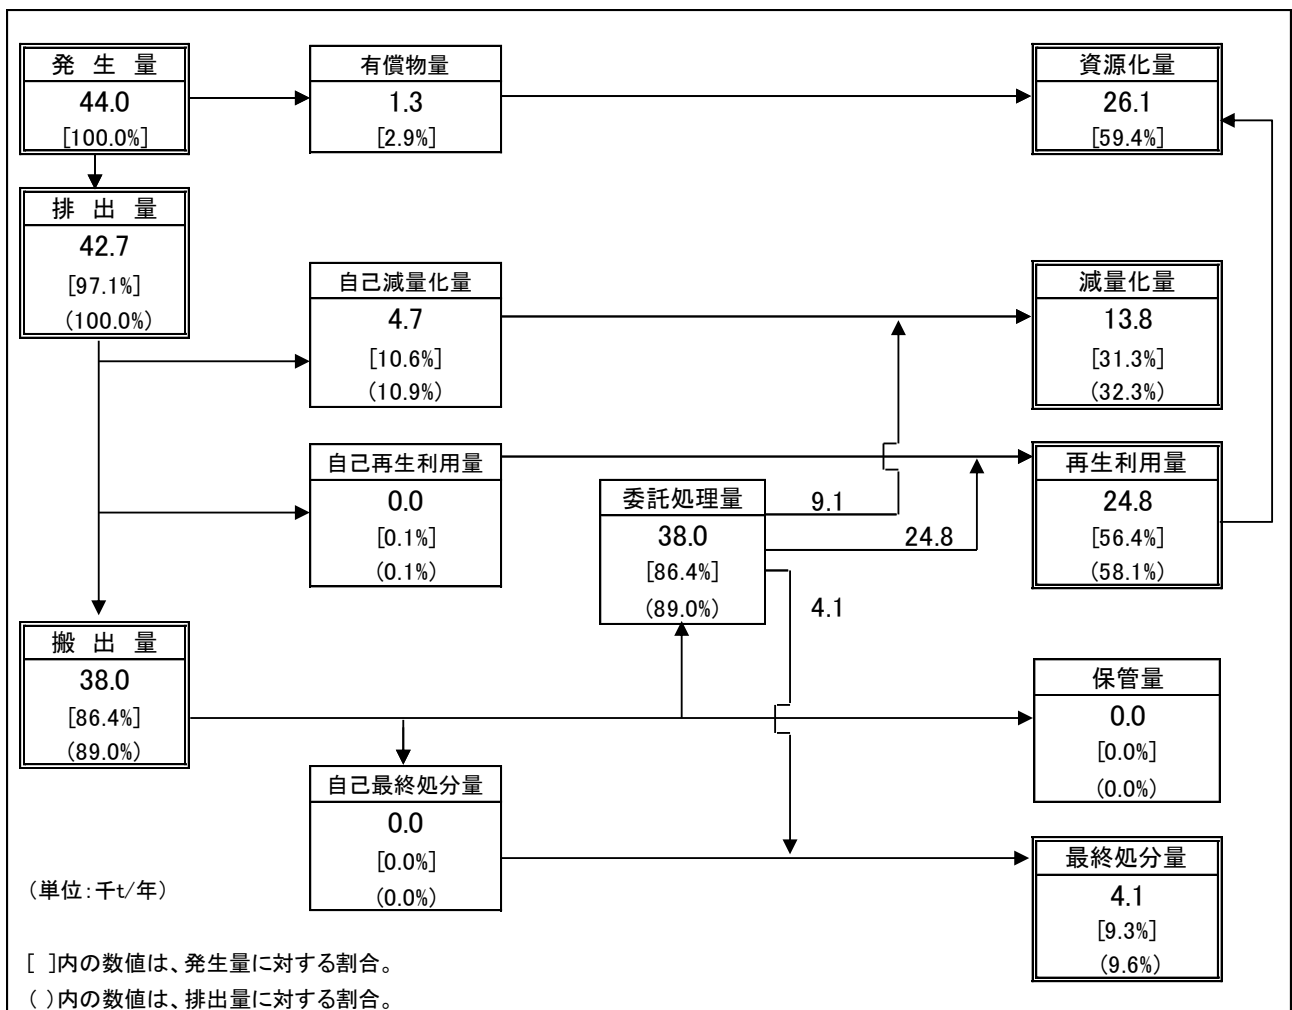 発 生 量
44.0
[100.0%]
有償物量
1.3
[2.9%]
資源化量
26.1
[59.4%]
排 出 量
42.7
[97.1%]
(100.0%)
自己減量化量
4.7
[10.6%]
(10.9%)
減量化量
13.8
[31.3%]
(32.3%)
自己再生利用量
0.0
[0.1%]
(0.1%)
委託処理量
38.0
[86.4%]
(89.0%)
9.1
24.8
4.1
再生利用量
24.8
[56.4%]
(58.1%)
搬 出 量
38.0
[86.4%]
(89.0%)
保管量
0.0
[0.0%]
(0.0%)
自己最終処分量
0.0
[0.0%]
(0.0%)
最終処分量
4.1
[9.3%]
(9.6%)
(単位:千t/年)
[ ]内の数値は、発生量に対する割合。
( )内の数値は、排出量に対する割合。